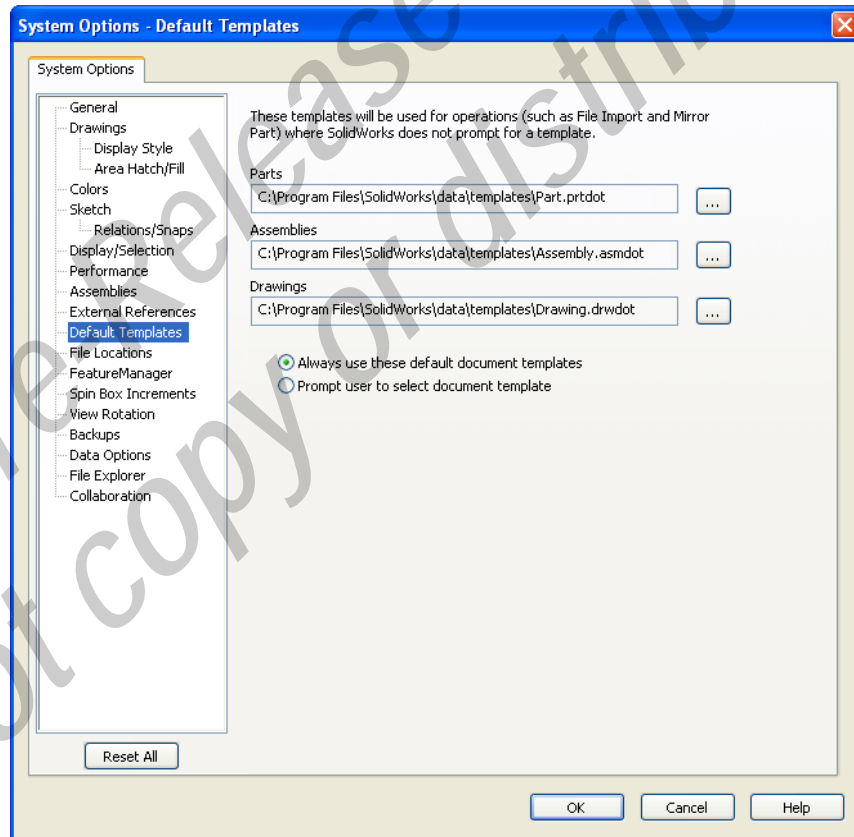 System Options - Default Templates
System Options
General
Drawings
Display Style
Area Hatch/Fill
Colors
Sketch
Relations/Snaps
Display/Selection
Performance
Assemblies
External References
Default Templates
File Locations
FeatureManager
Spin Box Increments
View Rotation
Backups
Data Options
File Explorer
Collaboration
Reset All
These templates will be used for operations (such as File Import and Mirror
Part) where SolidWorks does not prompt for a template.
Parts
C:\Program Files\SolidWorks\data\templates\Part.prtdot
...
Assemblies
C:\Program Files\SolidWorks\data\templates\Assembly.asmdot
...
Drawings
C:\Program Files\SolidWorks\data\templates\Drawing.drwdot
...
Always use these default document templates
Prompt user to select document template
OK
Cancel
Help
e-Release
ot copy or distrib